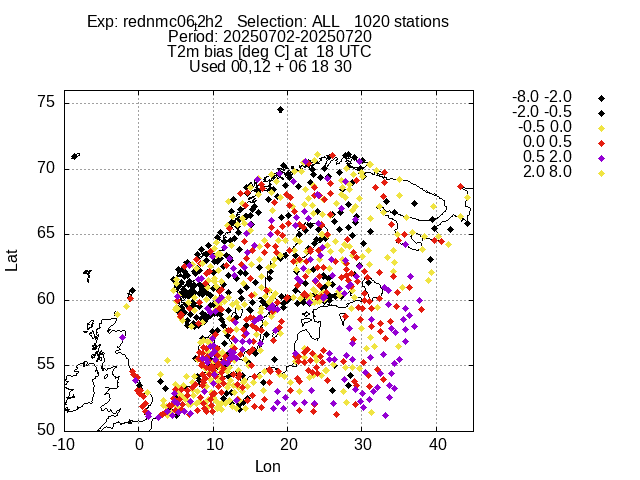 Exp: rednmc06,2h2 Selection: ALL 1020 stations
Period: 20250702-20250720
T2m bias [deg C] at 18 UTC
Used 00,12 + 06 18 30
-8.0 -2.0
-2.0 -0.5
-0.5 0.0
0.0 0.5
0.5 2.0
2.0 8.0
75
70
65
60
55
50
Lat
-10 0 10 20 30 40
Lon